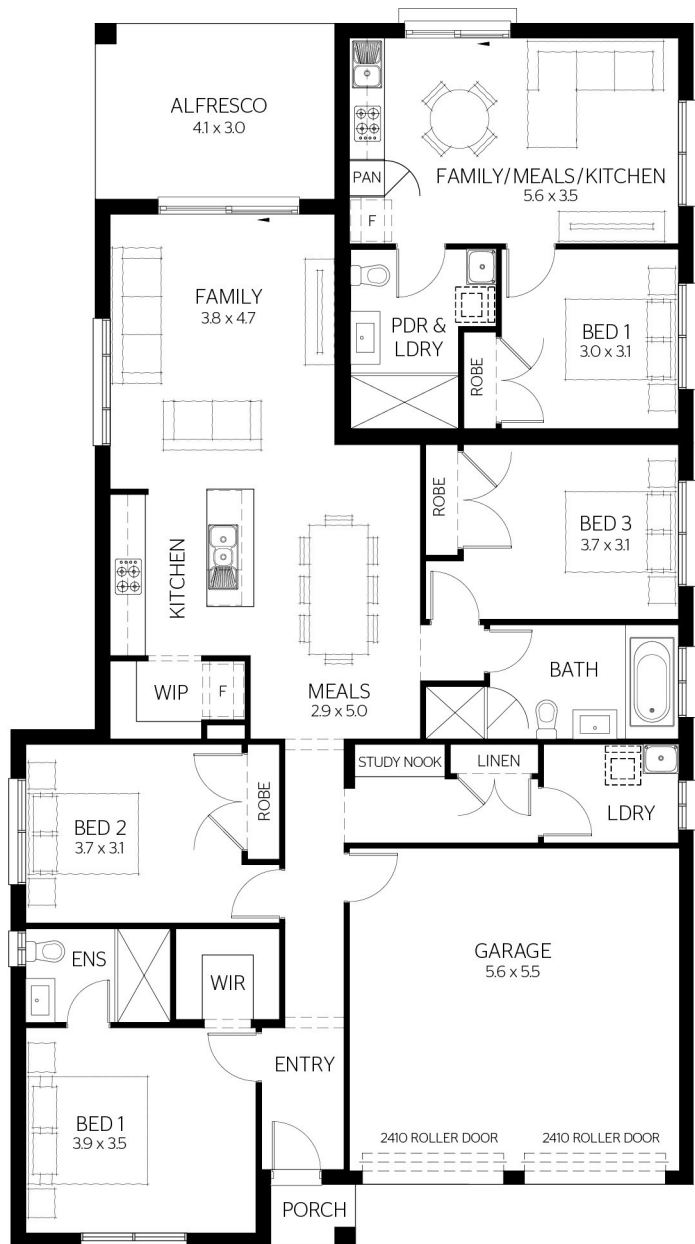 ALFRESCO
4.1 x 3.0
PAN
F
FAMILY/MEALS/KITCHEN
5.6 x 3.5
FAMILY
3.8 x 4.7
PDR &
LDRY
ROBE
BED 1
3.0 x 3.1
ROBE
BED 3
3.7 x 3.1
KITCHEN
WIP
F
MEALS
2.9 x 5.0
BATH
STUDY NOOK
LINEN
LDRY
BED 2
3.7 x 3.1
ROBE
ENS
WIR
GARAGE
5.6 x 5.5
ENTRY
BED 1
3.9 x 3.5
2410 ROLLER DOOR
2410 ROLLER DOOR
PORCH